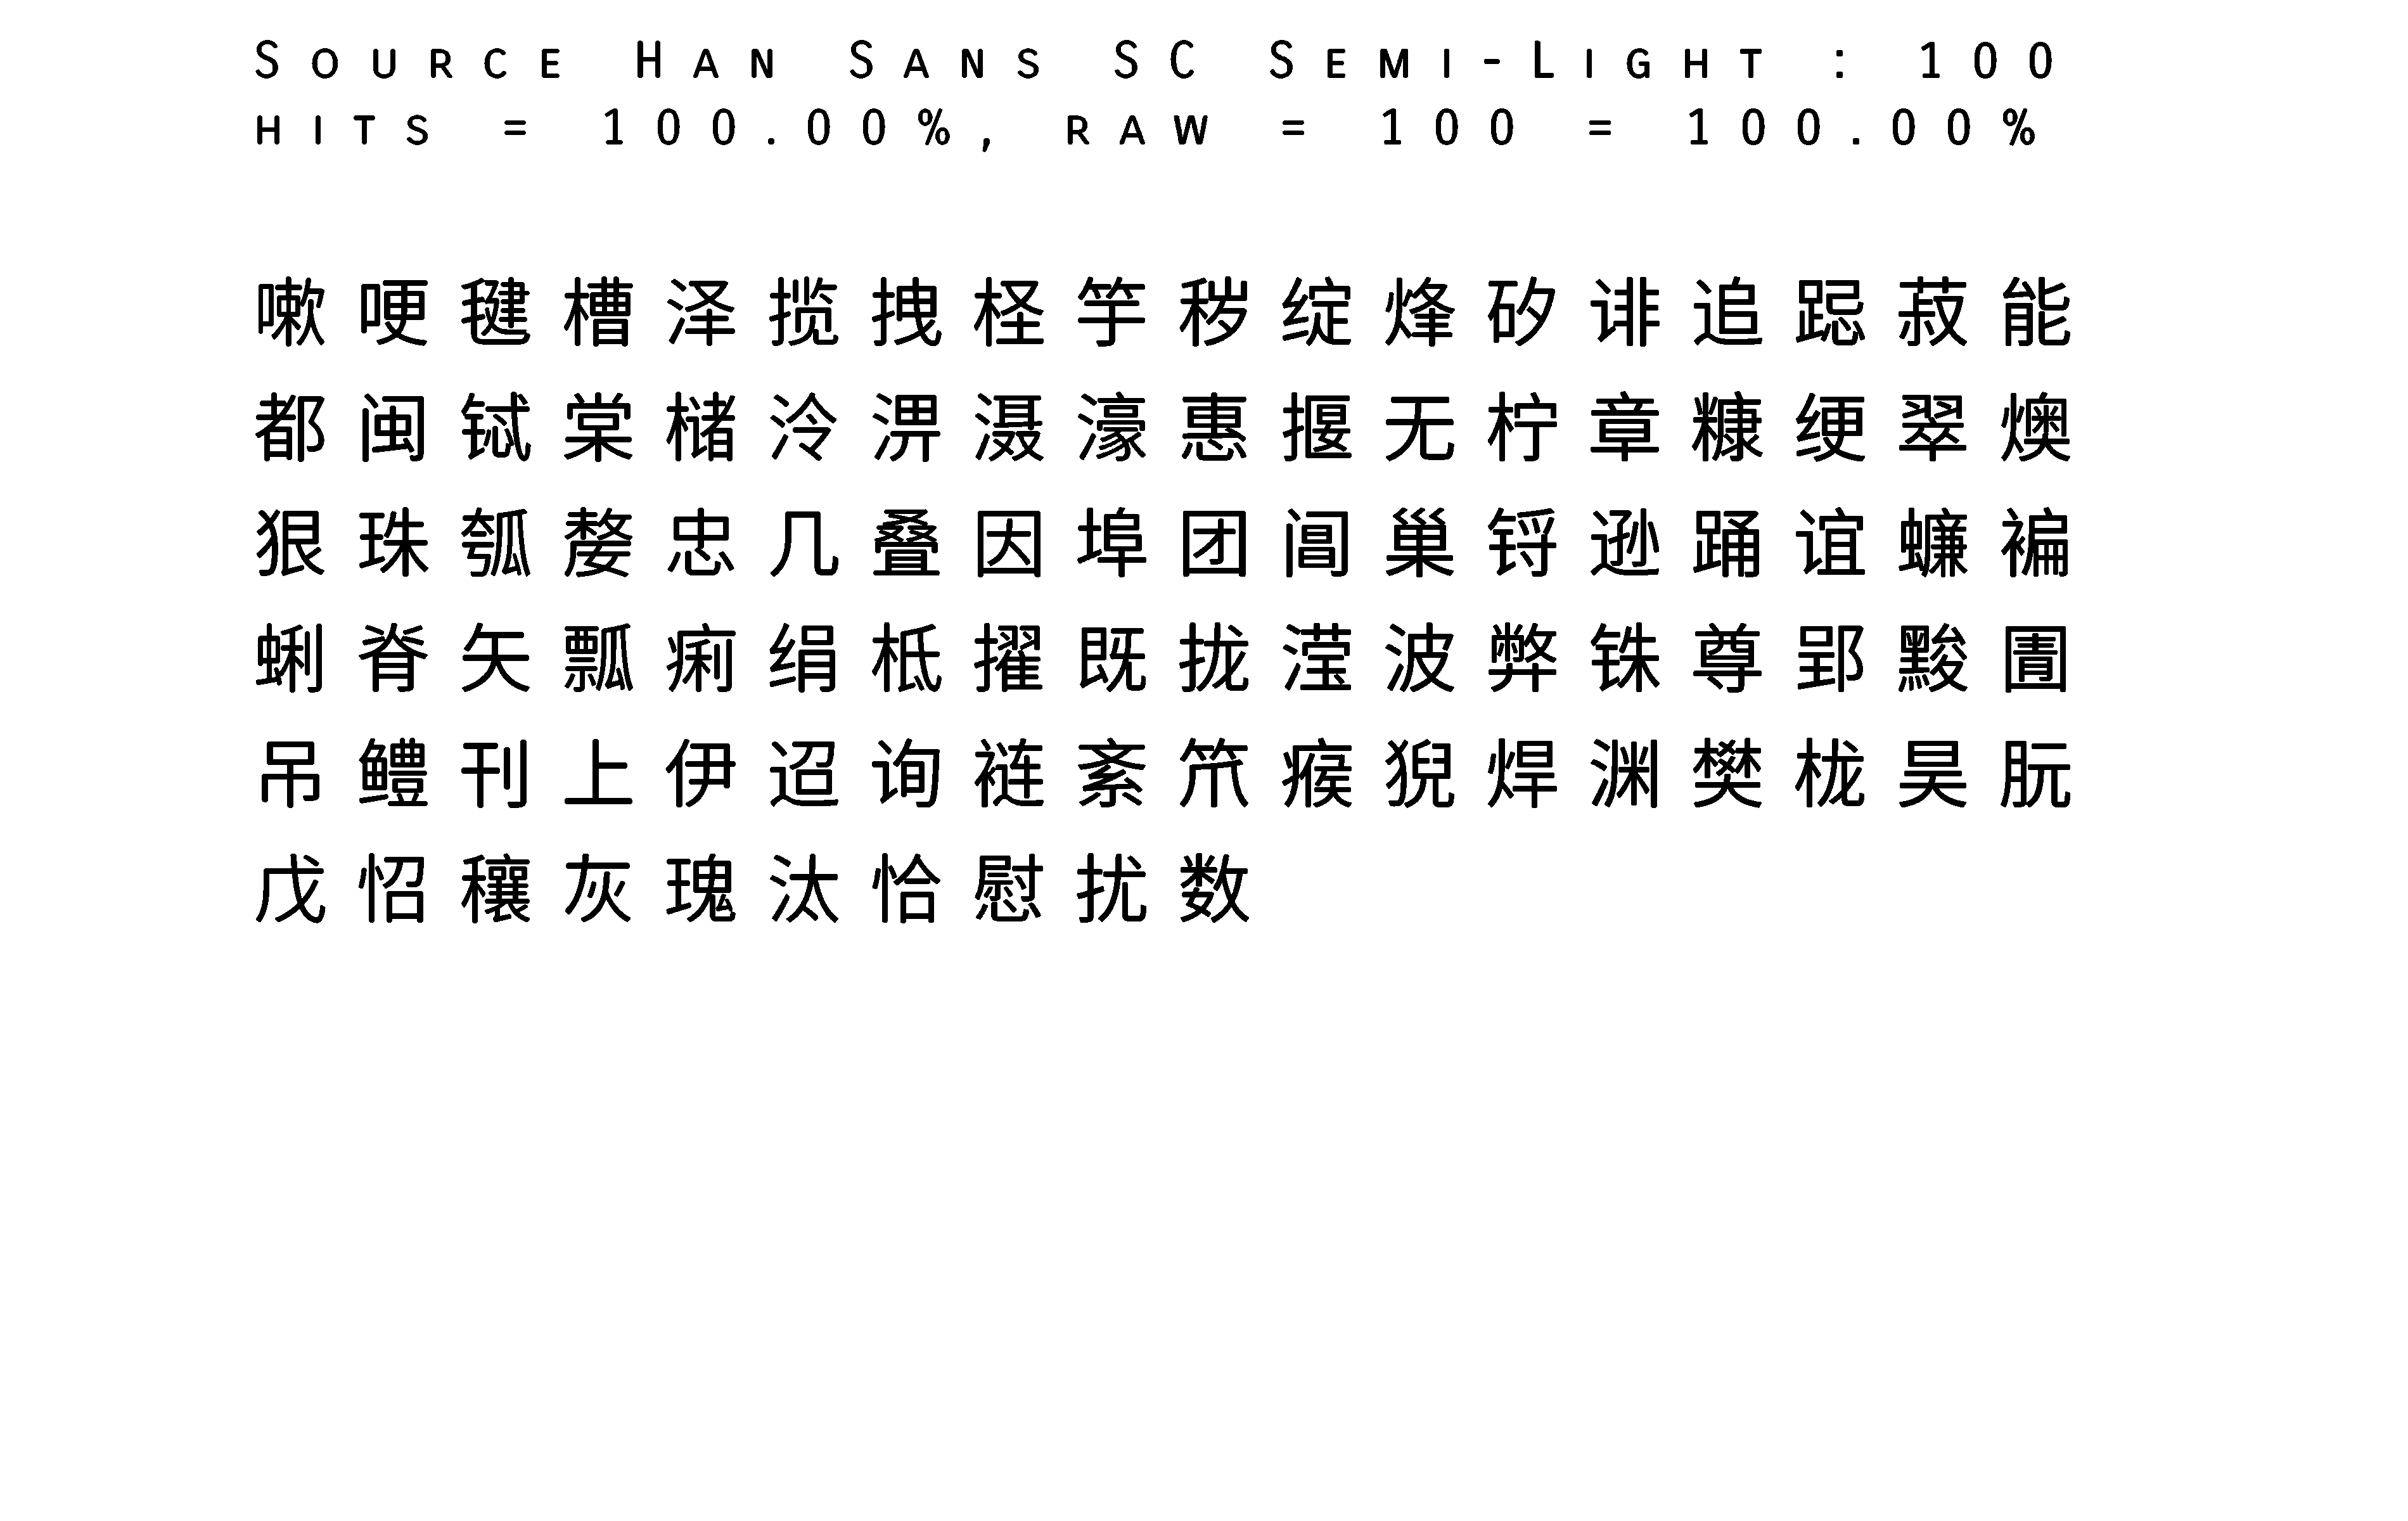 Source Han Sans SC Semi-Light : 100
hits = 100.00%, raw = 100 = 100.00%
嗽哽毽槽泽揽拽柽竽秽绽烽矽诽追跽菽能
都闽铽棠槠泠淠滠濠惠揠无柠章糠绠翠燠
狠珠瓠嫠忠几叠因埠团阊巢锊逊踊谊蠊褊
蜊脊矢瓢痢绢柢擢既拢滢波弊铢尊郢黢圊
吊鳢刊上伊迢询裢紊笊瘊猊焊渊樊栊昊朊
戊怊穰灰瑰汰恰慰扰数